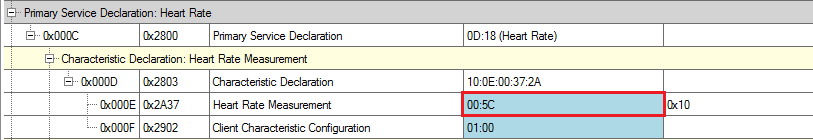 Primary Service Declaration: Heart Rate
0x000C 0x2800 Primary Service Declaration 0D:18 (Heart Rate)
Characteristic Declaration: Heart Rate Measurement
0x000D 0x2803 Characteristic Declaration 10:0E:00:37:2A
0x000E 0x2A37 Heart Rate Measurement 00:5C 0x10
0x000F 0x2902 Client Characteristic Configuration 01:00